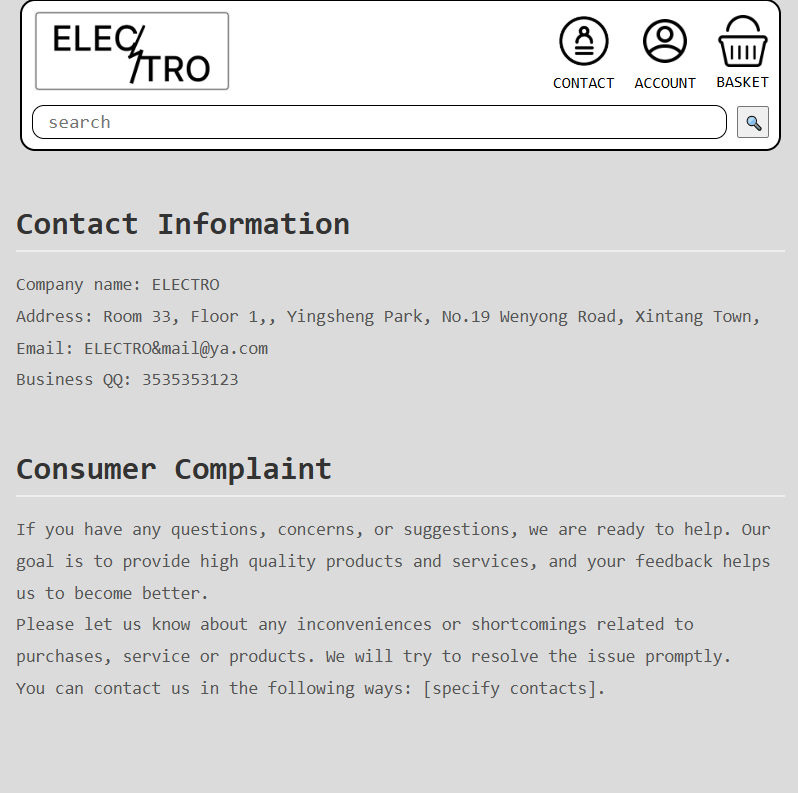 ELECTRO
CONTACT
ACCOUNT
BASKET
search
Contact Information
Company name: ELECTRO
Address: Room 33, Floor 1,, Yingsheng Park, No.19 Wenyong Road, Xintang Town,
Email: ELECTRO&mail@ya.com
Business QQ: 3535353123
Consumer Complaint
If you have any questions, concerns, or suggestions, we are ready to help. Our
goal is to provide high quality products and services, and your feedback helps
us to become better.
Please let us know about any inconveniences or shortcomings related to
purchases, service or products. We will try to resolve the issue promptly.
You can contact us in the following ways: [specify contacts].